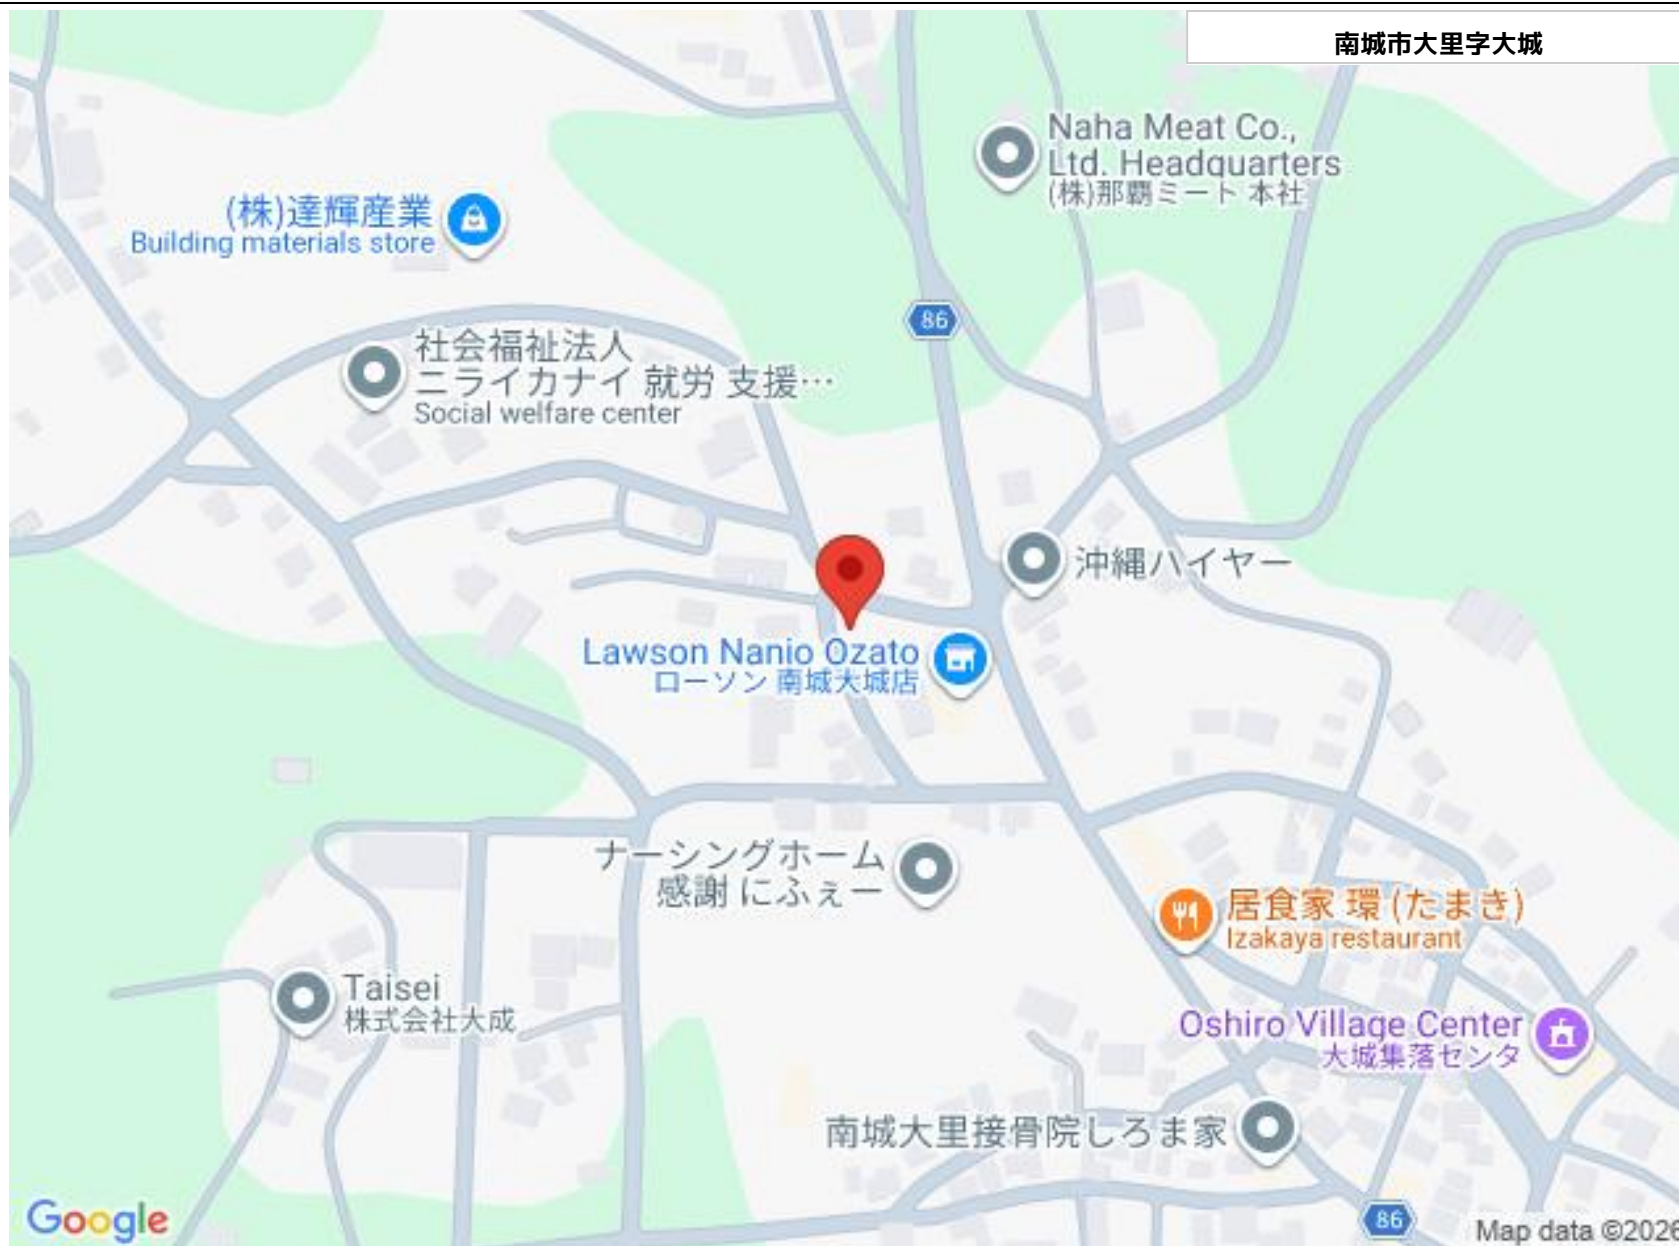 南城市大里字大城
Naha Meat Co.,
Ltd. Headquarters
(株)那覇ミート 本社
(株)達輝産業
Building materials store
86
社会福祉法人
ニライカナイ 就労 支援…
Social welfare center
沖縄ハイヤー
Lawson Nanjo Ozato
ローソン 南城大城店
ナーシングホーム
感謝 にふぇー
居食家 環 (たまき)
Izakaya restaurant
Taisei
株式会社大成
Oshiro Village Center
大城集落センタ
南城大里接骨院しろま家
86
Google
Map data ©2026